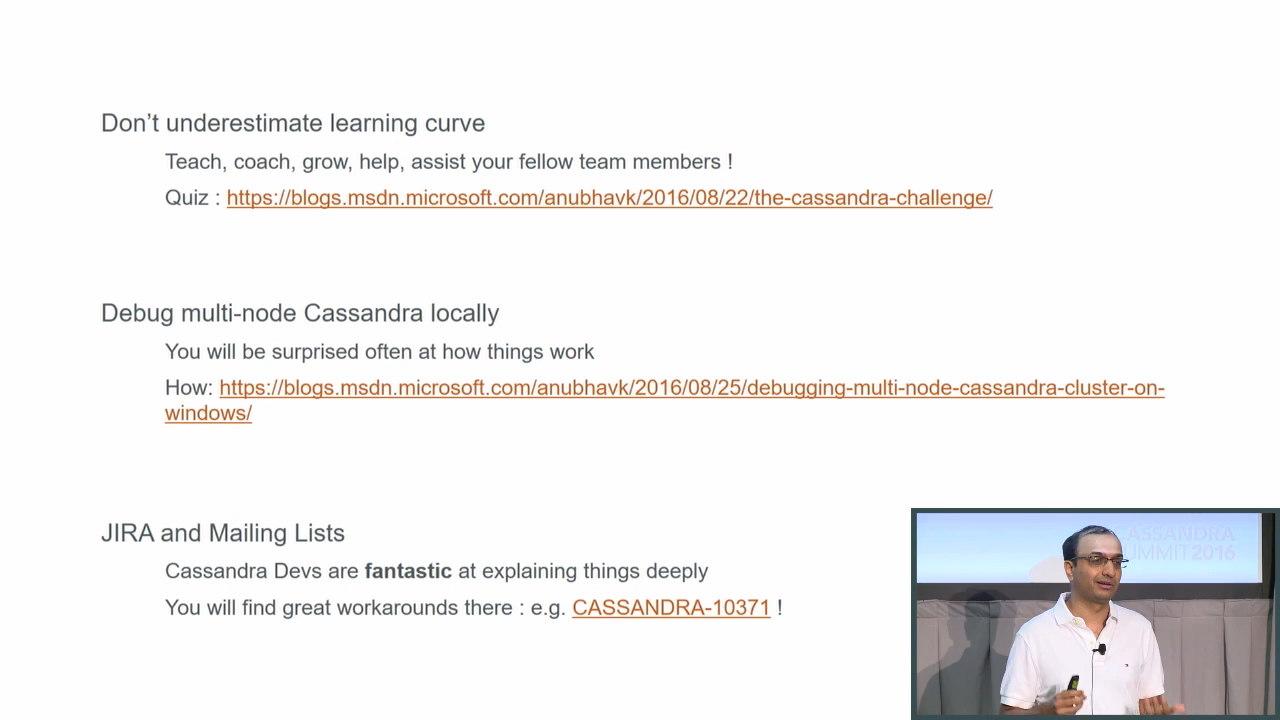 Don’t underestimate learning curve
Teach, coach, grow, help, assist your fellow team members !
Quiz : https://blogs.msdn.microsoft.com/anubhavk/2016/08/22/the-cassandra-challenge/
Debug multi-node Cassandra locally
You will be surprised often at how things work
How: https://blogs.msdn.microsoft.com/anubhavk/2016/08/25/debugging-multi-node-cassandra-cluster-on-
windows/
JIRA and Mailing Lists
Cassandra Devs are fantastic at explaining things deeply
You will find great workarounds there : e.g. CASSANDRA-10371 !
CASSANDRA
SUMMIT2016